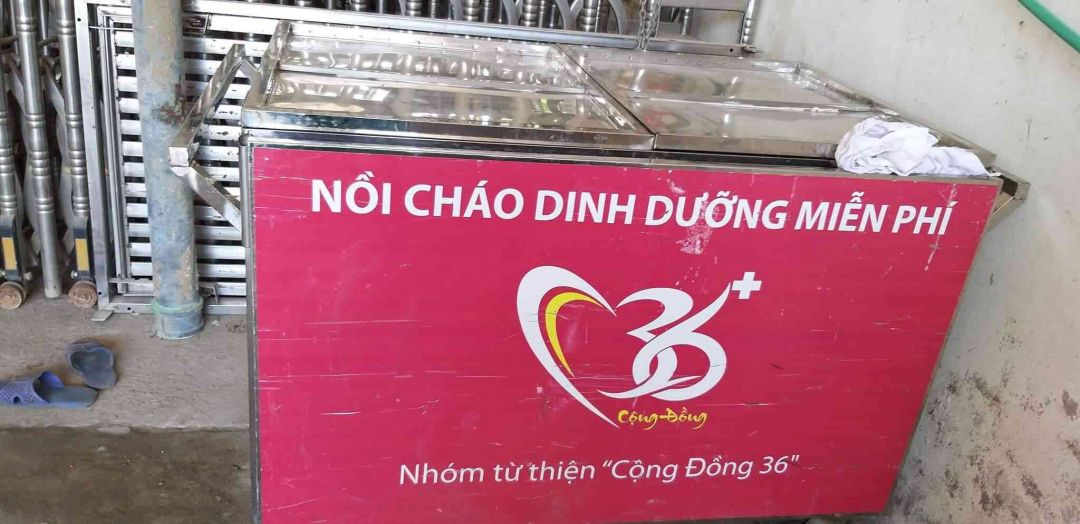 NỒI CHÁO DINH DƯỠNG MIỄN PHÍ
36+
Cộng Đồng
Nhóm từ thiện “Cộng Đồng 36"